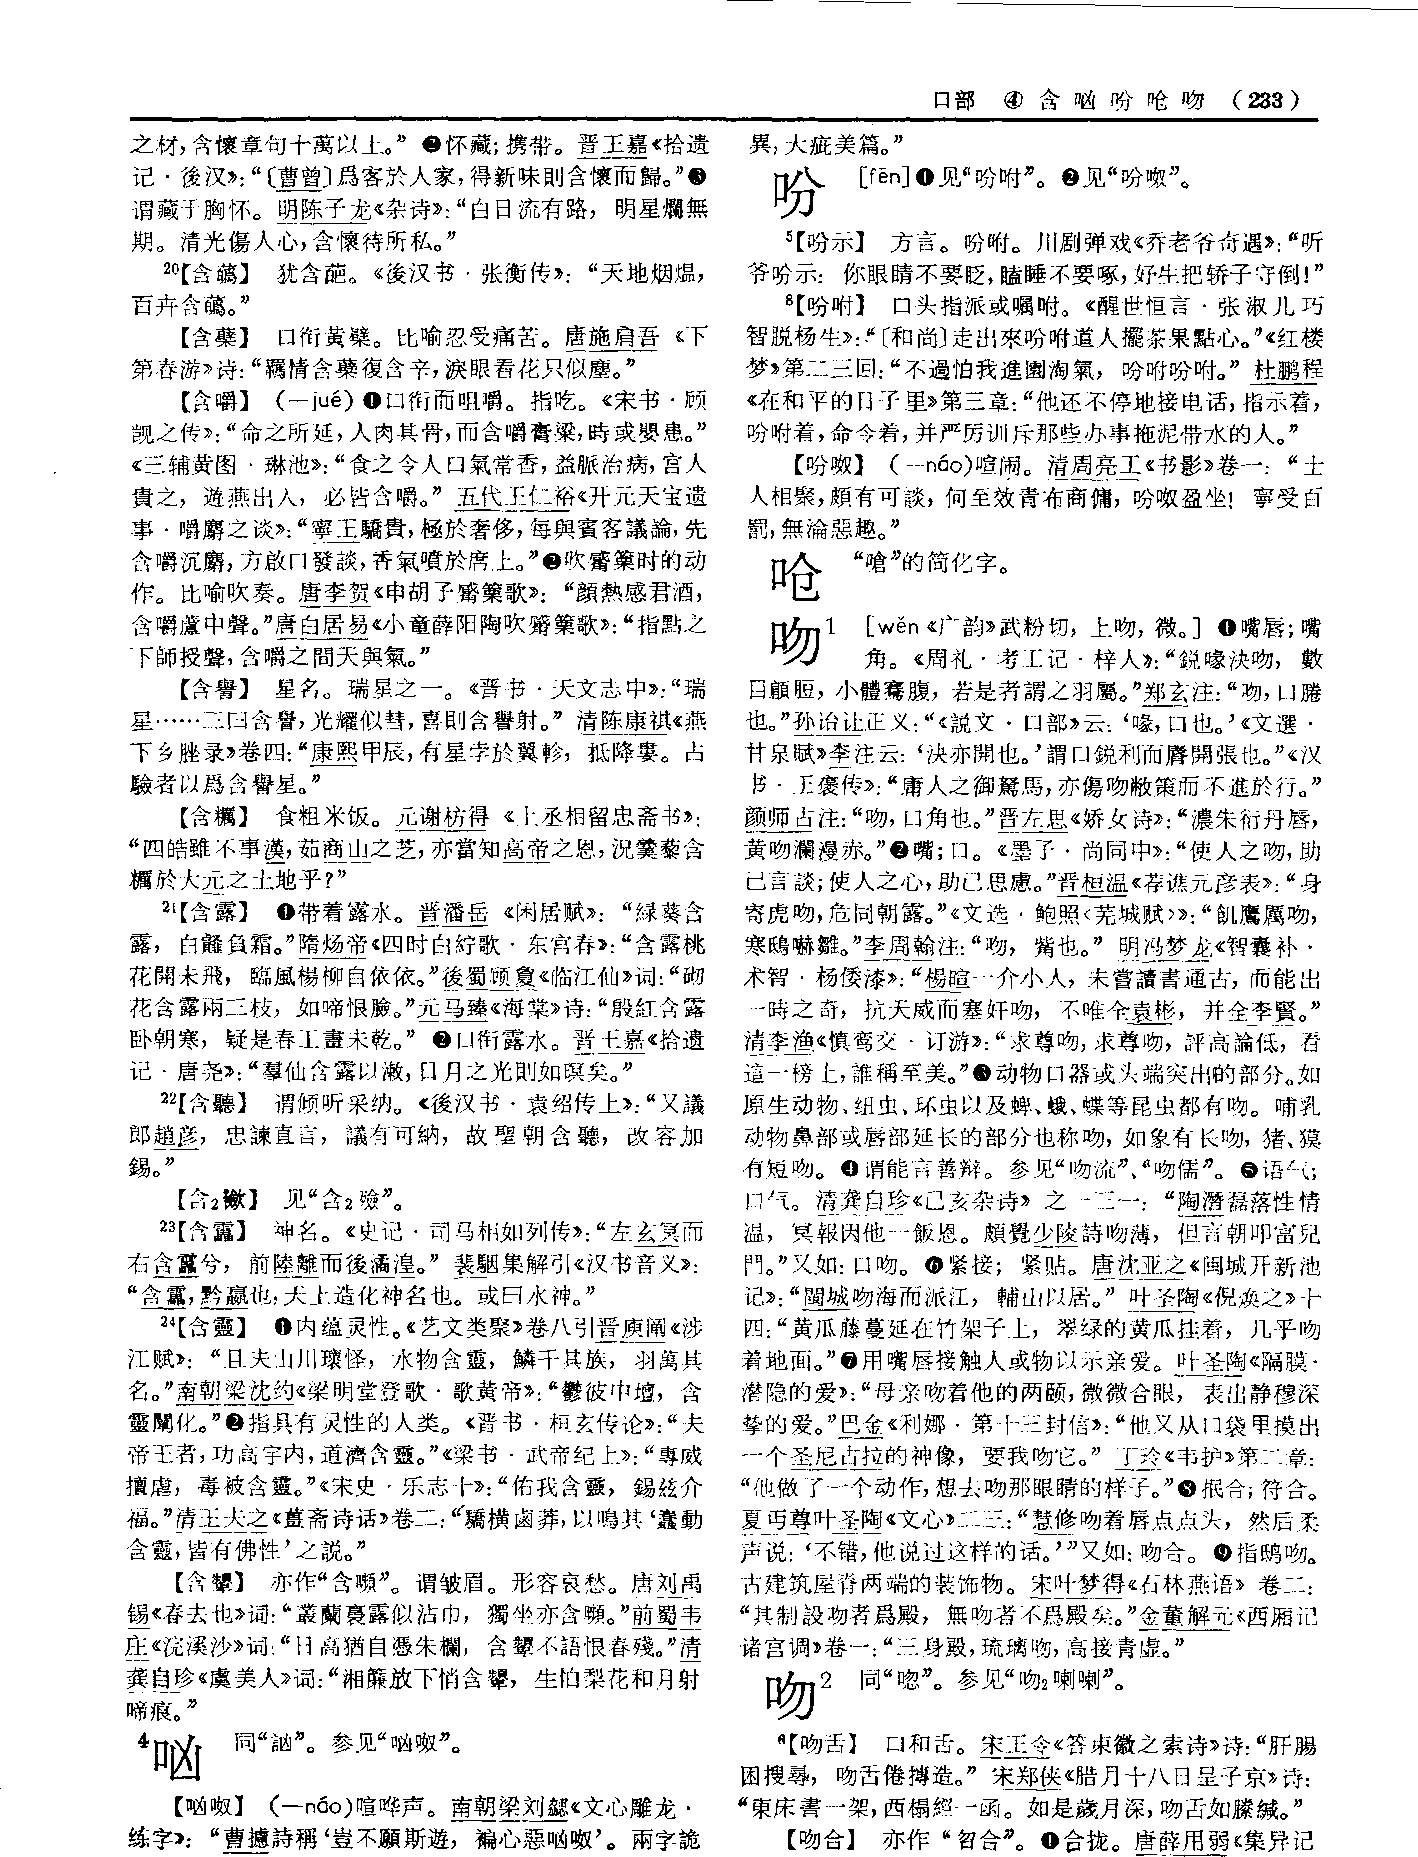 口部 ④ 含 㕯 吩 呛 吻 （233）
之材，含懷章句十萬以上。”❷怀藏；携带。晋王嘉《拾遗
记·後汉》：“〔曹曾〕爲客於人家，得新味則含懷而歸。”❸
谓藏于胸怀。明陈子龙《杂诗》：“白日流有路，明星爛無
期。清光傷人心，含懷待所私。”
20【含蘤】 犹含葩。《後汉书·张衡传》：“天地烟煴，
百卉含蘤。”
【含蘗】 口衔黄蘗。比喻忍受痛苦。唐施肩吾《下
第春游》诗：“羈情含蘗復含辛，淚眼看花只似塵。”
【含嚼】 （—jué）❶口衔而咀嚼。指吃。《宋书·顾
觊之传》：“命之所延，人肉其骨，而含嚼膏粱，時或嬰患。”
《三辅黄图·琳池》：“食之令人口氣常香，益脈治病，宫人
貴之，遊燕出入，必皆含嚼。”五代王仁裕《开元天宝遗
事·嚼麝之谈》：“寧王驕貴，極於奢侈，每與賓客議論，先
含嚼沉麝，方啟口發談，香氣噴於席上。”❷吹觱篥时的动
作。比喻吹奏。唐李贺《申胡子觱篥歌》：“顔熱感君酒，
含嚼蘆中聲。”唐白居易《小童薛阳陶吹觱篥歌》：“指點之
下師授聲，含嚼之間天與氣。”
【含譽】 星名。瑞星之一。《晋书·天文志中》：“瑞
星……三曰含譽，光耀似彗，喜則含譽射。”清陈康祺《燕
下乡脞录》卷四：“康熙甲辰，有星孛於翼軫，抵降婁。占
驗者以爲含譽星。”
【含糲】 食粗米饭。元谢枋得《上丞相留忠斋书》：
“四皓雖不事漢，茹商山之芝，亦當知高帝之恩，況羹藜含
糲於大元之土地乎？”
21【含露】 ❶带着露水。晋潘岳《闲居赋》：“緑葵含
露，白薤負霜。”隋炀帝《四时白紵歌·东宫春》：“含露桃
花開未飛，臨風楊柳自依依。”後蜀顾敻《临江仙》词：“砌
花含露兩三枝，如啼恨臉。”元马臻《海棠》诗：“殷紅含露
卧朝寒，疑是春工畫未乾。”❷口衔露水。晋王嘉《拾遗
记·唐尧》：“羣仙含露以漱，日月之光則如暝矣。”
22【含聽】 谓倾听采纳。《後汉书·袁绍传上》：“又議
郎趙彦，忠諫直言，議有可納，故聖朝含聽，改容加
錫。”
【含2歛】 见“含2殮”。
23【含靁】 神名。《史记·司马相如列传》：“左玄冥而
右含靁兮，前陸離而後潏湟。”裴駰集解引《汉书音义》：
“含靁，黔嬴也，天上造化神名也。或曰水神。”
24【含靈】 ❶内蕴灵性。《艺文类聚》卷八引晋庾阐《涉
江赋》：“且夫山川瓌怪，水物含靈，鱗千其族，羽萬其
名。”南朝梁沈约《梁明堂登歌·歌黄帝》：“鬱彼中壇，含
靈闡化。”❷指具有灵性的人类。《晋书·桓玄传论》：“夫
帝王者，功高宇内，道濟含靈。”《梁书·武帝纪上》：“專威
擅虐，毒被含靈。”《宋史·乐志十》：“佑我含靈，錫兹介
福。”清王夫之《薑斋诗话》卷二：“驕横鹵莽，以鳴其‘蠢動
含靈，皆有佛性’之説。”
【含顰】 亦作“含嚬”。谓皱眉。形容哀愁。唐刘禹
锡《春去也》词：“叢蘭裛露似沾巾，獨坐亦含嚬。”前蜀韦
庄《浣溪沙》词：“日高猶自憑朱欄，含顰不語恨春殘。”清
龚自珍《虞美人》词：“湘簾放下悄含顰，生怕梨花和月射
啼痕。”
4 㕯 同“訩”。参见“㕯呶”。
【㕯呶】 （—náo）喧哗声。南朝梁刘勰《文心雕龙·
练字》：“曹攄詩稱‘豈不願斯遊，褊心惡㕯呶’。兩字詭
異，大疵美篇。”
吩 ［fēn］❶见“吩咐”。❷见“吩呶”。
5【吩示】 方言。吩咐。川剧弹戏《乔老爷奇遇》：“听
爷吩示：你眼睛不要眨，瞌睡不要啄，好生把轿子守倒！”
8【吩咐】 口头指派或嘱咐。《醒世恒言·张淑儿巧
智脱杨生》：“〔和尚〕走出來吩咐道人擺茶果點心。”《红楼
梦》第二三回：“不過怕我進園淘氣，吩咐吩咐。”杜鹏程
《在和平的日子里》第三章：“他还不停地接电话，指示着，
吩咐着，命令着，并严厉训斥那些办事拖泥带水的人。”
【吩呶】 （—náo）喧闹。清周亮工《书影》卷一：“士
人相聚，頗有可談，何至效青布商傭，吩呶盈坐！寧受百
罰，無淪惡趣。”
呛 “嗆”的简化字。
吻1 ［wěn《广韵》武粉切，上吻，微。］❶嘴唇；嘴
角。《周礼·考工记·梓人》：“鋭喙決吻，數
目顅脰，小體騫腹，若是者謂之羽屬。”郑玄注：“吻，口腃
也。”孙诒让正义：“《説文·口部》云：‘喙，口也。’《文選·
甘泉賦》李注云：‘決亦開也。’謂口鋭利而脣開張也。”《汉
书·王褒传》：“庸人之御駑馬，亦傷吻敝策而不進於行。”
颜师古注：“吻，口角也。”晋左思《娇女诗》：“濃朱衍丹唇，
黄吻瀾漫赤。”❷嘴；口。《墨子·尚同中》：“使人之吻，助
己言談；使人之心，助己思慮。”晋桓温《荐谯元彦表》：“身
寄虎吻，危同朝露。”《文选·鲍照〈芜城赋〉》：“飢鷹厲吻，
寒鴟嚇雛。”李周翰注：“吻，觜也。”明冯梦龙《智囊补·
术智·杨倭漆》：“楊暄一介小人，未嘗讀書通古，而能出
一時之奇，抗天威而塞奸吻，不唯全袁彬，并全李賢。”
清李渔《慎鸾交·订游》：“求尊吻，求尊吻，評高論低，看
這一榜上，誰稱至美。”❸动物口器或头端突出的部分。如
原生动物、纽虫、环虫以及蜱、蛾、蝶等昆虫都有吻。哺乳
动物鼻部或唇部延长的部分也称吻，如象有长吻，猪、獏
有短吻。❹谓能言善辩。参见“吻流”、“吻儒”。❺语气；
口气。清龚自珍《己亥杂诗》之一三一：“陶潛磊落性情
温，冥報因他一飯恩。頗覺少陵詩吻薄，但言朝叩富兒
門。”又如：口吻。❻紧接；紧贴。唐沈亚之《闽城开新池
记》：“閩城吻海而派江，輔山以居。”叶圣陶《倪焕之》十
四：“黄瓜藤蔓延在竹架子上，翠绿的黄瓜挂着，几乎吻
着地面。”❼用嘴唇接触人或物以示亲爱。叶圣陶《隔膜·
潜隐的爱》：“母亲吻着他的两颐，微微合眼，表出静穆深
挚的爱。”巴金《利娜·第十三封信》：“他又从口袋里摸出
一个圣尼古拉的神像，要我吻它。”丁玲《韦护》第二章：
“他做了一个动作，想去吻那眼睛的样子。”❽抿合；符合。
夏丏尊叶圣陶《文心》二三：“慧修吻着唇点点头，然后柔
声说：‘不错，他说过这样的话。’”又如：吻合。❾指鸱吻。
古建筑屋脊两端的装饰物。宋叶梦得《石林燕语》卷二：
“其制設吻者爲殿，無吻者不爲殿矣。”金董解元《西厢记
诸宫调》卷一：“三身殿，琉璃吻，高接青虚。”
吻2 同“唿”。参见“吻2喇喇”。
6【吻舌】 口和舌。宋王令《答束徽之索诗》诗：“肝腸
困搜尋，吻舌倦摶造。”宋郑侠《腊月十八日呈子京》诗：
“東床書一架，西榻經一函。如是歲月深，吻舌如縢緘。”
【吻合】 亦作“㫚合”。❶合拢。唐薛用弱《集异记